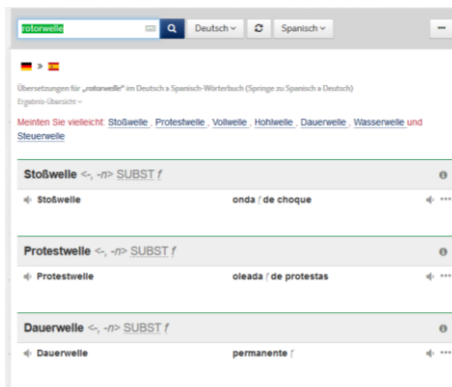 rotorwelle Deutsch Spanisch
»
Übersetzungen für „rotorwelle“ im Deutsch » Spanisch-Wörterbuch (Springe zu Spanisch » Deutsch)
Ergebnis-Übersicht
Meinten Sie vielleicht: Stoßwelle , Protestwelle , Vollwelle , Hohlwelle , Dauerwelle , Wasserwelle und
Steuerwelle
Stoßwelle <-, -n> SUBST f
Stoßwelle onda f de choque
Protestwelle <-, -n> SUBST f
Protestwelle oleada f de protestas
Dauerwelle <-, -n> SUBST f
Dauerwelle permanente f